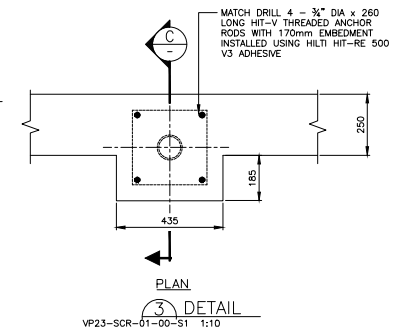 MATCH DRILL 4 - ¾" DIA x 260
LONG HIT-V THREADED ANCHOR
RODS WITH 170mm EMBEDMENT
INSTALLED USING HILTI HIT-RE 500
V3 ADHESIVE
C
-
250
185
435
PLAN
3 DETAIL
VP23-SCR-01-00-S1 1:10